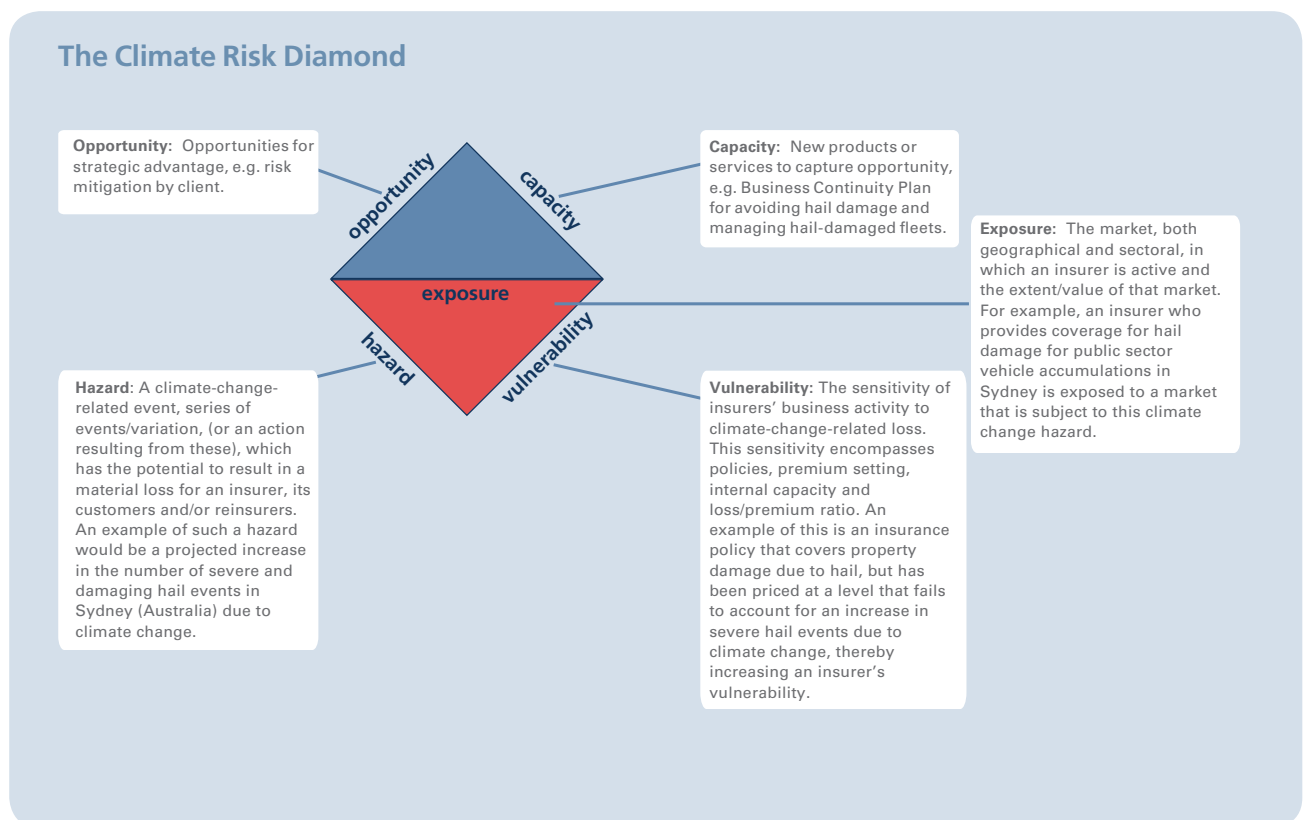 The Climate Risk Diamond
Opportunity: Opportunities for
strategic advantage, e.g. risk
mitigation by client.
opportunity
capacity
Capacity: New products or
services to capture opportunity,
e.g. Business Continuity Plan
for avoiding hail damage and
managing hail-damaged fleets.
exposure
Exposure: The market, both
geographical and sectoral, in
which an insurer is active and
the extent/value of that market.
For example, an insurer who
provides coverage for hail
damage for public sector
vehicle accumulations in
Sydney is exposed to a market
that is subject to this climate
change hazard.
hazard
vulnerability
Hazard: A climate-change-
related event, series of
events/variation, (or an action
resulting from these), which
has the potential to result in a
material loss for an insurer, its
customers and/or reinsurers.
An example of such a hazard
would be a projected increase
in the number of severe and
damaging hail events in
Sydney (Australia) due to
climate change.
Vulnerability: The sensitivity of
insurers’ business activity to
climate-change-related loss.
This sensitivity encompasses
policies, premium setting,
internal capacity and
loss/premium ratio. An
example of this is an insurance
policy that covers property
damage due to hail, but has
been priced at a level that fails
to account for an increase in
severe hail events due to
climate change, thereby
increasing an insurer’s
vulnerability.